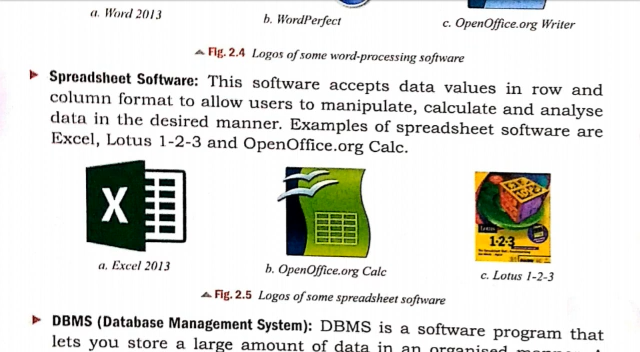 a. Word 2013
b. WordPerfect
c. OpenOffice.org Writer
Fig. 2.4 Logos of some word-processing software
Spreadsheet Software: This software accepts data values in row and
column format to allow users to manipulate, calculate and analyse
data in the desired manner. Examples of spreadsheet software are
Excel, Lotus 1-2-3 and OpenOffice.org Calc.
X
Lotus
1-2-3
a. Excel 2013
b. OpenOffice.org Calc
c. Lotus 1-2-3
Fig. 2.5 Logos of some spreadsheet software
DBMS (Database Management System): DBMS is a software program that
lets you store a large amount of data in an organised